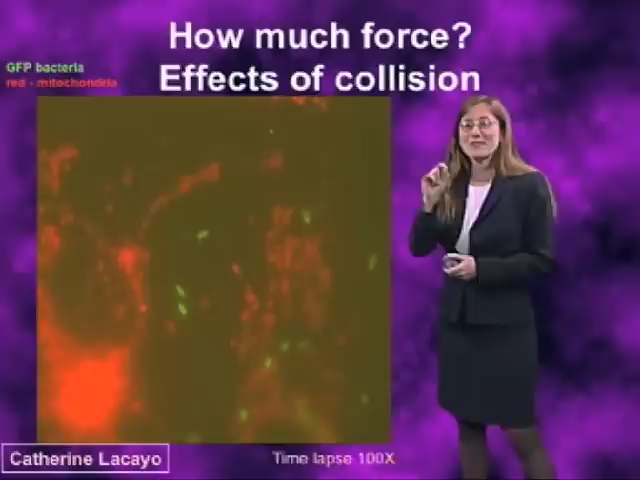 How much force?
Effects of collision
GFP bacteria
red - mitochondria
Catherine Lacayo
Time lapse 100X